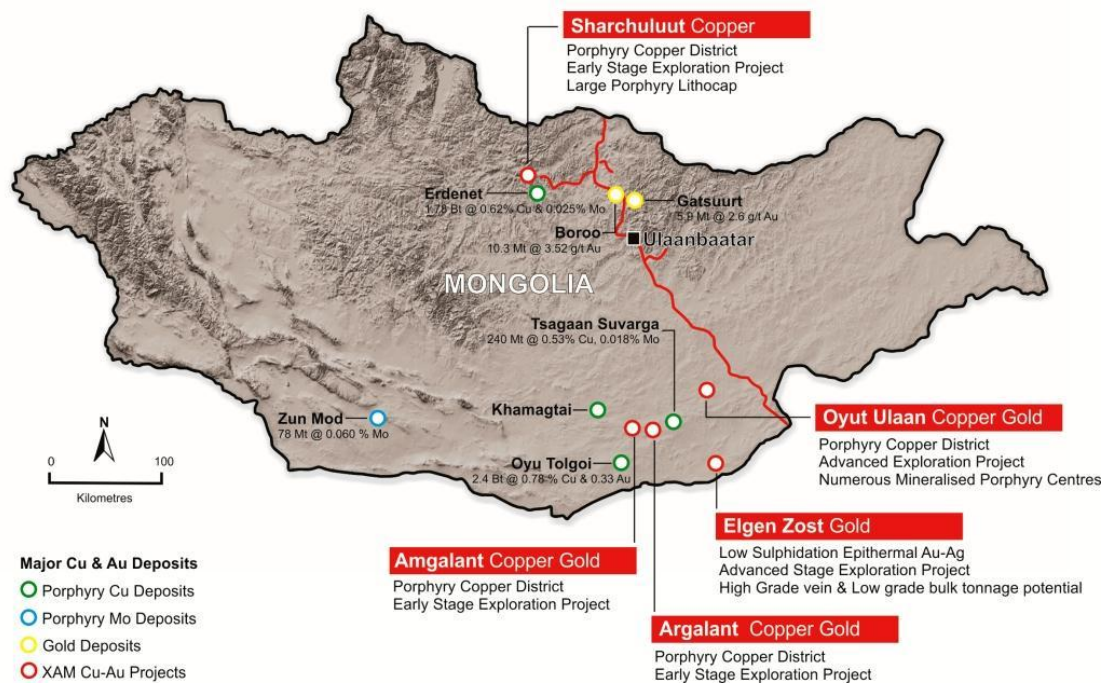 Sharchuluut Copper
Porphyry Copper District
Early Stage Exploration Project
Large Porphyry Lithocap
Erdenet
1.78 Bt @ 0.62% Cu & 0.025% Mo
Gatsuurt
5.9 Mt @ 2.6 g/t Au
Boroo
10.3 Mt @ 3.52 g/t Au
Ulaanbaatar
MONGOLIA
Tsagaan Suvarga
240 Mt @ 0.53% Cu, 0.018% Mo
Zun Mod
78 Mt @ 0.060 % Mo
Khamagtai
Oyu Tolgoi
2.4 Bt @ 0.78 % Cu & 0.33 Au
Oyut Ulaan Copper Gold
Porphyry Copper District
Advanced Exploration Project
Numerous Mineralised Porphyry Centres
N
0 100
Kilometres
Elgen Zost Gold
Low Sulphidation Epithermal Au-Ag
Advanced Stage Exploration Project
High Grade vein & Low grade bulk tonnage potential
Amgalant Copper Gold
Porphyry Copper District
Early Stage Exploration Project
Argalant Copper Gold
Porphyry Copper District
Early Stage Exploration Project
Major Cu & Au Deposits
Porphyry Cu Deposits
Porphyry Mo Deposits
Gold Deposits
XAM Cu-Au Projects